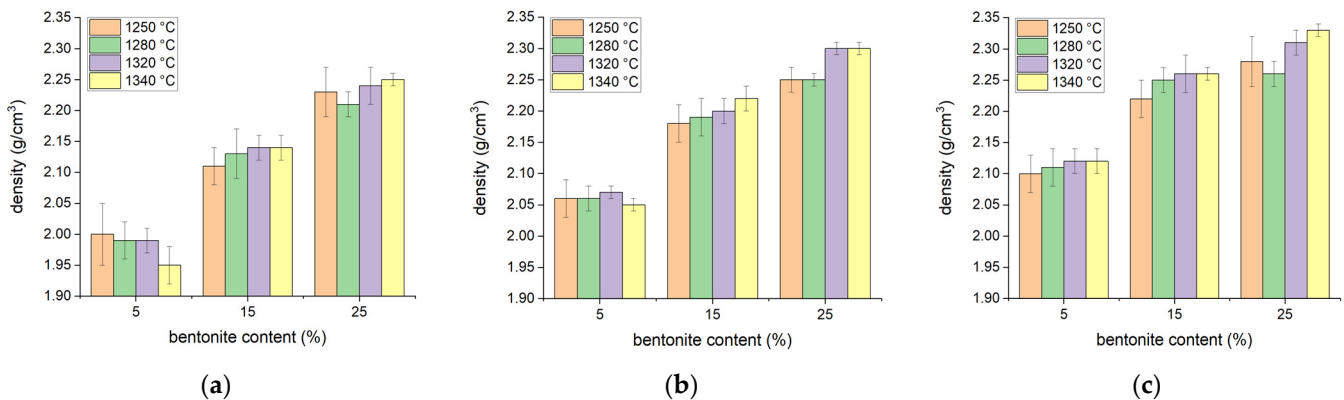 2.35
2.30
2.25
2.20
2.15
2.10
2.05
2.00
1.95
1.90
density (g/cm³)
1250 °C
1280 °C
1320 °C
1340 °C
5
15
25
bentonite content (%)
(a)
2.35
2.30
2.25
2.20
2.15
2.10
2.05
2.00
1.95
1.90
density (g/cm³)
1250 °C
1280 °C
1320 °C
1340 °C
5
15
25
bentonite content (%)
(b)
2.35
2.30
2.25
2.20
2.15
2.10
2.05
2.00
1.95
1.90
density (g/cm³)
1250 °C
1280 °C
1320 °C
1340 °C
5
15
25
bentonite content (%)
(c)